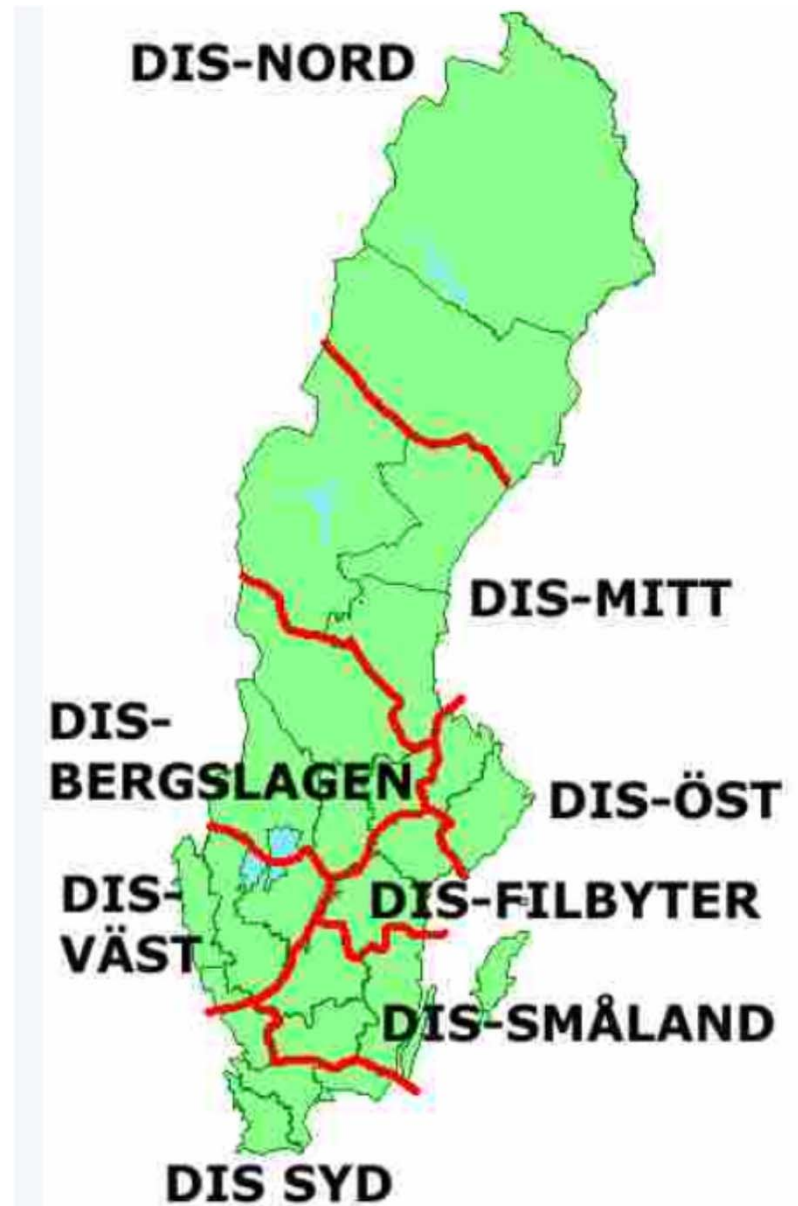 DIS-NORD
DIS-MITT
DIS-
BERGSLAGEN
DIS-ÖST
DIS-
VÄST
DIS-FILBYTER
DIS-SMÅLAND
DIS SYD